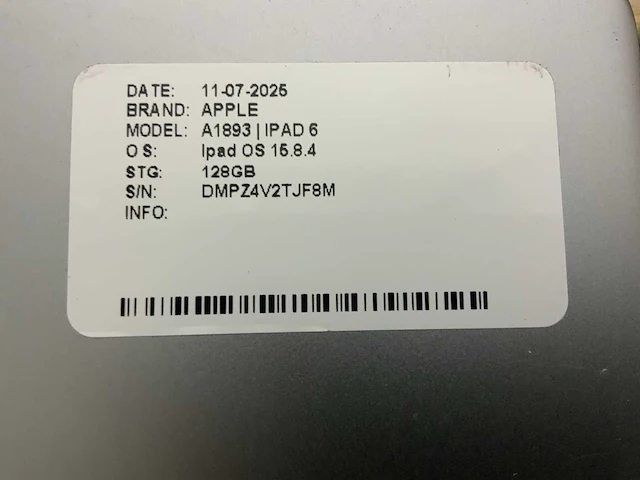 DATE: 11-07-2025
BRAND: APPLE
MODEL: A1893 | IPAD 6
O S: Ipad OS 15.8.4
STG: 128GB
S/N: DMPZ4V2TJF8M
INFO: